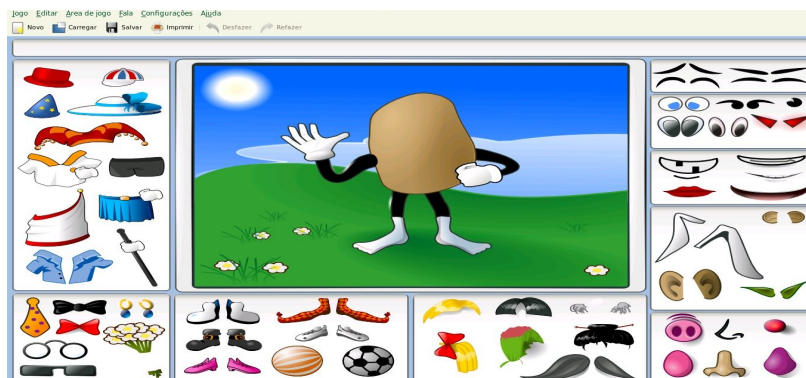 Jogo Editar Área de jogo Fala Configurações Ajuda
Novo Carregar Salvar Imprimir Desfazer Refazer